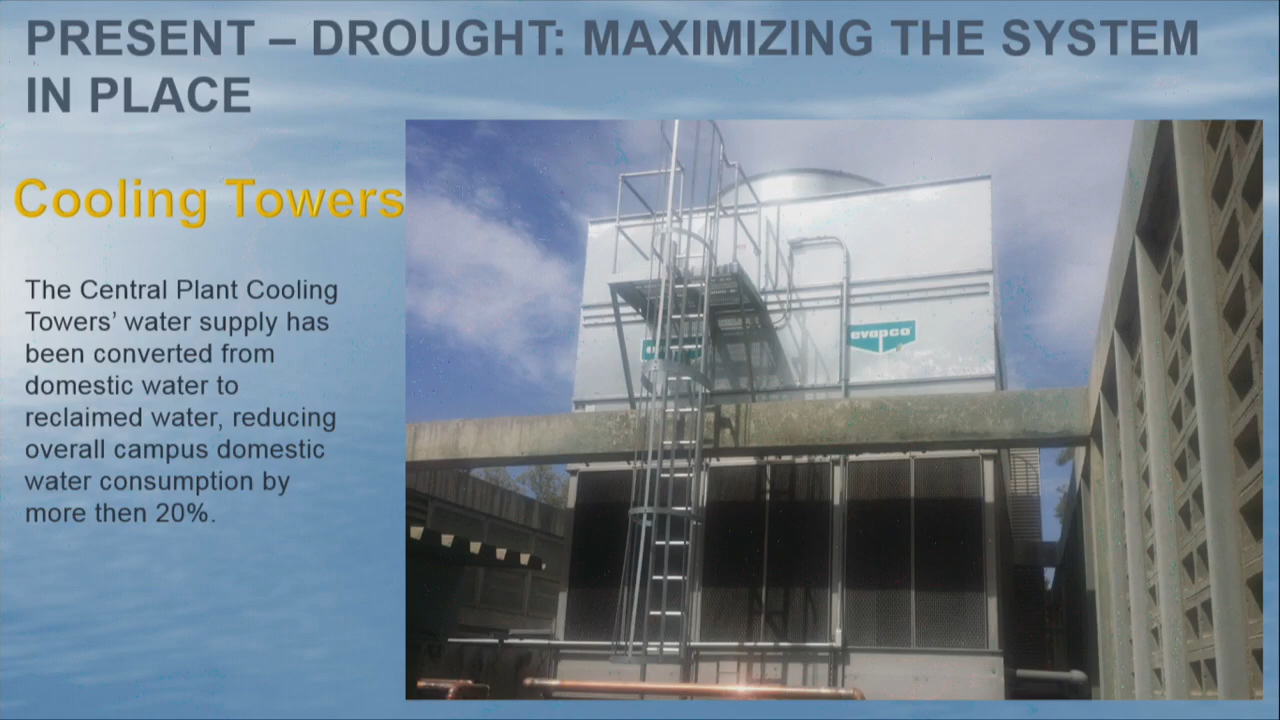 PRESENT – DROUGHT: MAXIMIZING THE SYSTEM
IN PLACE
Cooling Towers
The Central Plant Cooling
Towers’ water supply has
been converted from
domestic water to
reclaimed water, reducing
overall campus domestic
water consumption by
more then 20%.
evapco